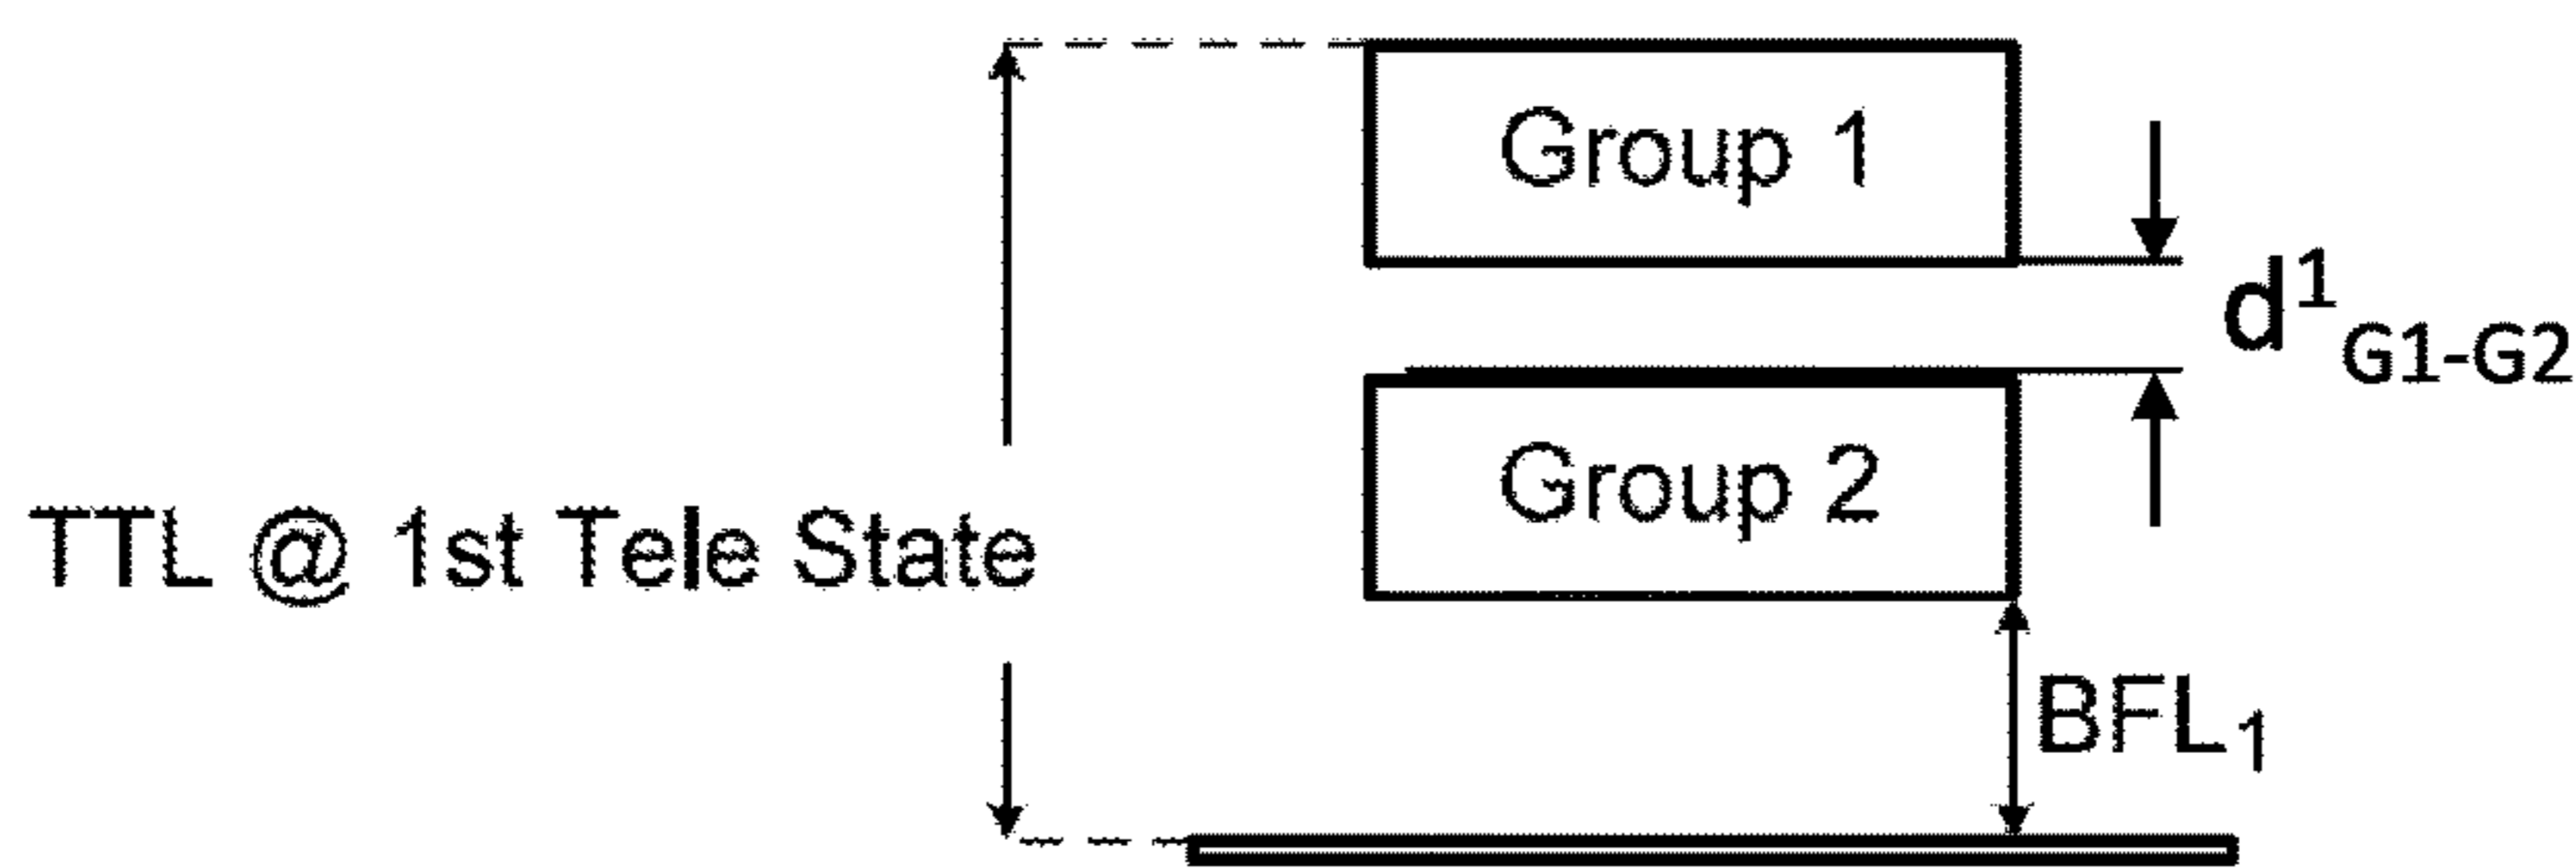 Group 1
d¹G1-G2
Group 2
TTL @ 1st Tele State
BFL₁